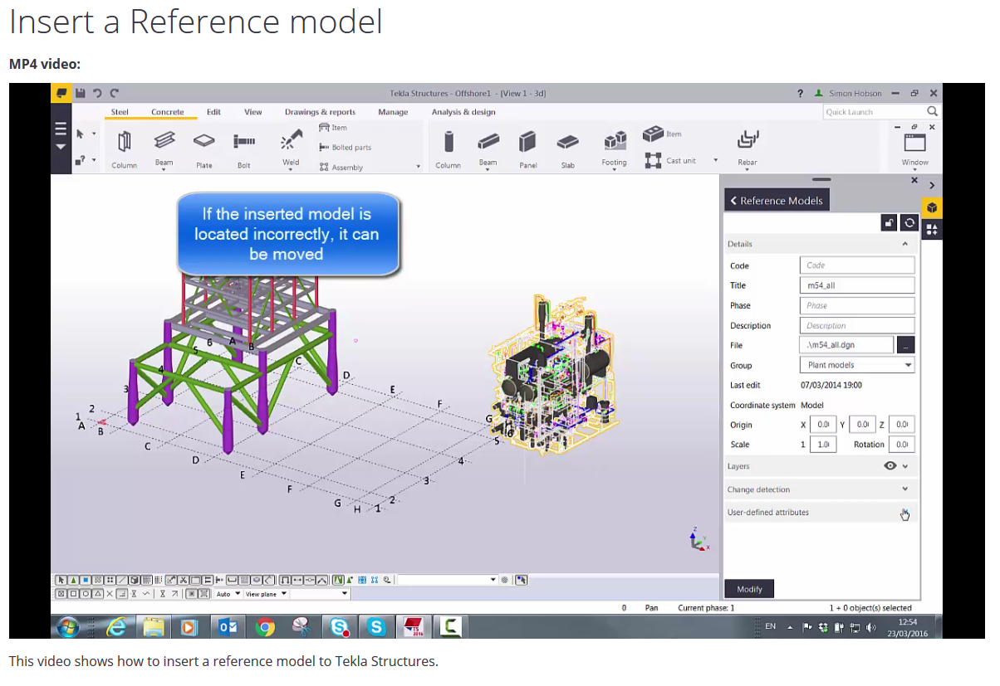 Insert a Reference model
MP4 video:
Tekla Structures - Offshore1 - [View 1 - 3d]
? Simon Hobson
Steel Concrete Edit View Drawings & reports Manage Analysis & design
Quick Launch
Item
Bolted parts
Assembly
Column Beam Plate Bolt Weld
Column Beam Panel Slab Footing
Item
Cast unit
Rebar
Window
If the inserted model is
located incorrectly, it can
be moved
Reference Models
Details
Code Code
Title m54_all
Phase Phase
Description Description
File .\m54_all.dgn ...
Group Plant models
Last edit 07/03/2014 19:00
Coordinate system Model
Origin X 0.0 Y 0.0 Z 0.0
Scale 1 1.0 Rotation 0.0
Layers
Change detection
User-defined attributes
Modify
6 A B
5 C
4 D
3 E
2 F
1 G
A B 6
C 5
D 4
E 3
F 2
G H 1
Z
Y
X
Auto View plane
0 Pan Current phase: 1 1 + 0 object(s) selected
TS
2016
EN 12:54
23/03/2016
This video shows how to insert a reference model to Tekla Structures.